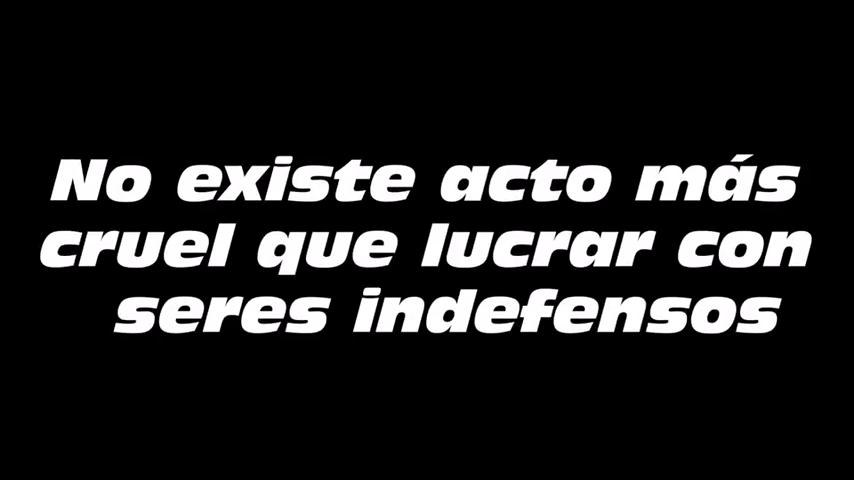 No existe acto más
cruel que lucrar con
seres indefensos